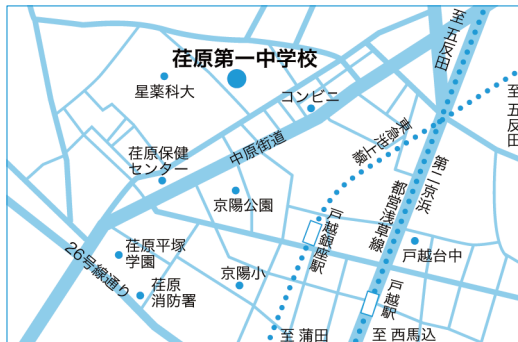 至 五反田
荏原第一中学校
星薬科大
コンビニ
至 五反田
東急池上線
中原街道
荏原保健
センター
第二京浜
都営浅草線
京陽公園
戸越銀座駅
荏原平塚
学園
戸越台中
26号線通り
京陽小
荏原
消防署
戸越駅
至 蒲田
至 西馬込